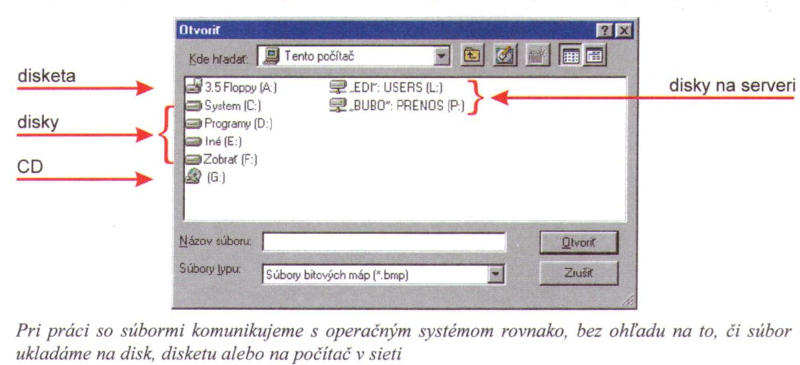 Otvoriť
Kde hľadať: Tento počítač
disketa
3.5 Floppy (A:)
„EDI“: USERS (L:)
disky na serveri
System (C:)
„BUBO“: PRENOS (P:)
disky
Programy (D:)
Iné (E:)
Zobrať (F:)
CD
(G:)
Názov súboru:
Otvoriť
Súbory typu: Súbory bitových máp (*.bmp)
Zrušiť
Pri práci so súbormi komunikujeme s operačným systémom rovnako, bez ohľadu na to, či súbor
ukladáme na disk, disketu alebo na počítač v sieti